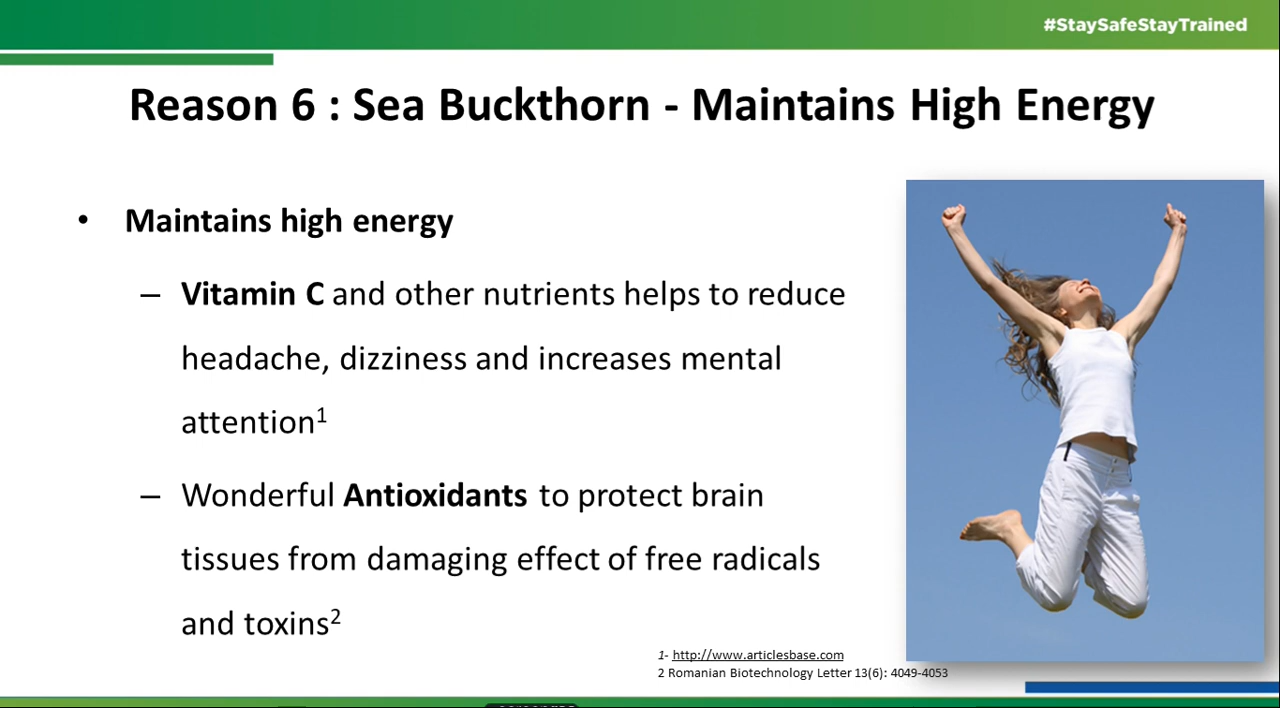 #StaySafeStayTrained
Reason 6 : Sea Buckthorn - Maintains High Energy
• Maintains high energy
– Vitamin C and other nutrients helps to reduce
headache, dizziness and increases mental
attention1
– Wonderful Antioxidants to protect brain
tissues from damaging effect of free radicals
and toxins2
1- http://www.articlesbase.com
2 Romanian Biotechnology Letter 13(6): 4049-4053